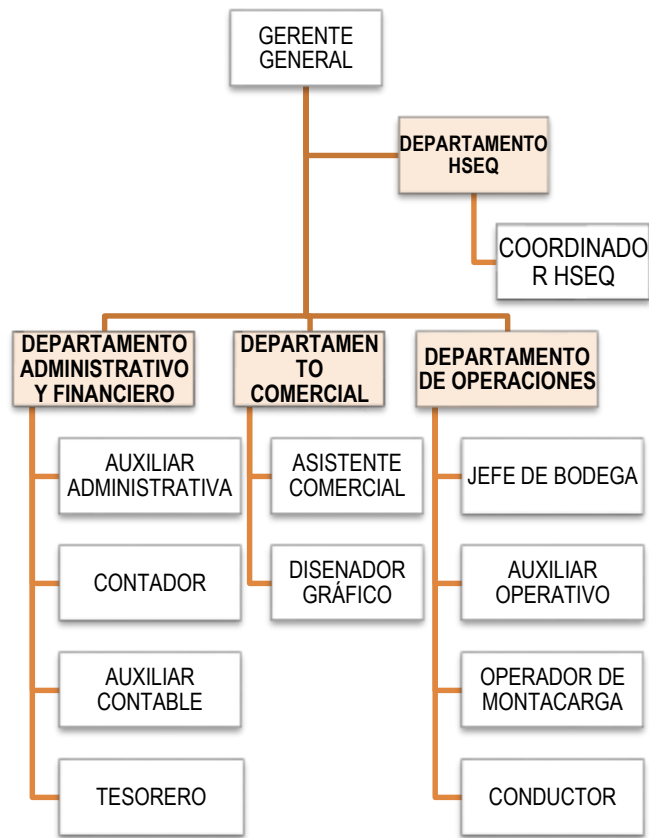 GERENTE
GENERAL
DEPARTAMENTO
HSEQ
COORDINADO
R HSEQ
DEPARTAMENTO
ADMINISTRATIVO
Y FINANCIERO
AUXILIAR
ADMINISTRATIVA
CONTADOR
AUXILIAR
CONTABLE
TESORERO
DEPARTAMEN
TO
COMERCIAL
ASISTENTE
COMERCIAL
DISENADOR
GRÁFICO
DEPARTAMENTO
DE OPERACIONES
JEFE DE BODEGA
AUXILIAR
OPERATIVO
OPERADOR DE
MONTACARGA
CONDUCTOR